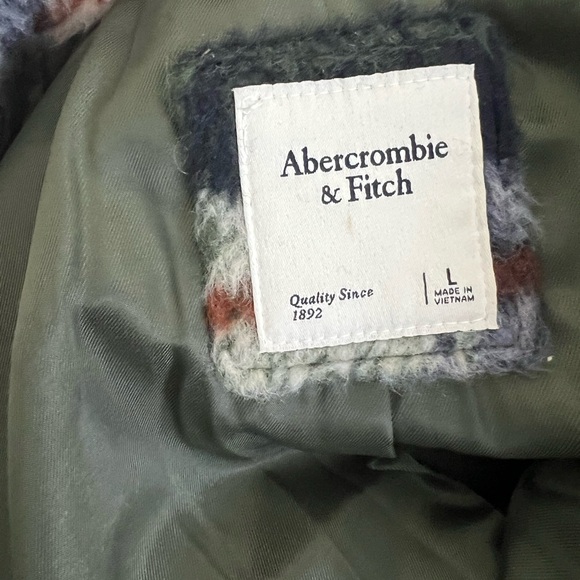 Abercrombie
& Fitch
Quality Since
1892
L
MADE IN
VIETNAM